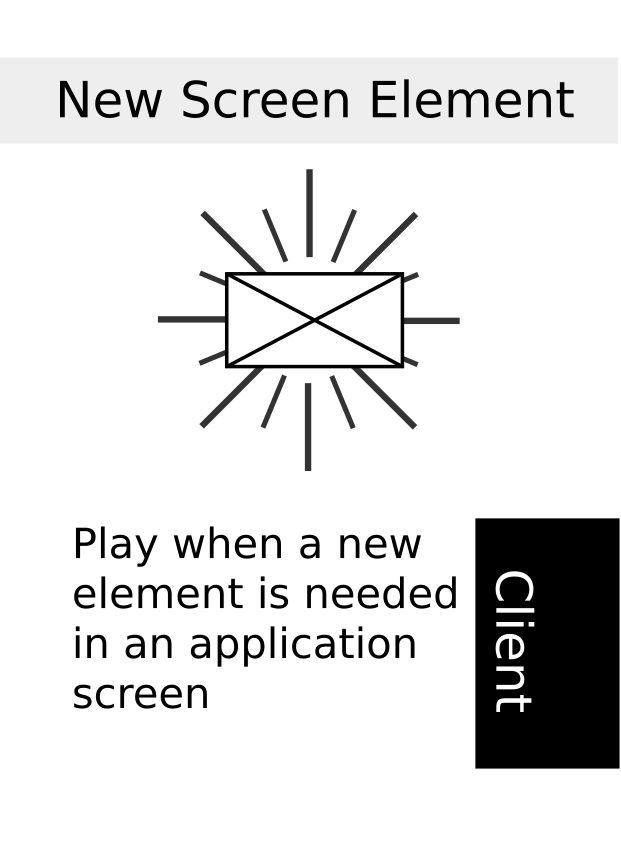 New Screen Element
Play when a new
element is needed
in an application
screen
Client